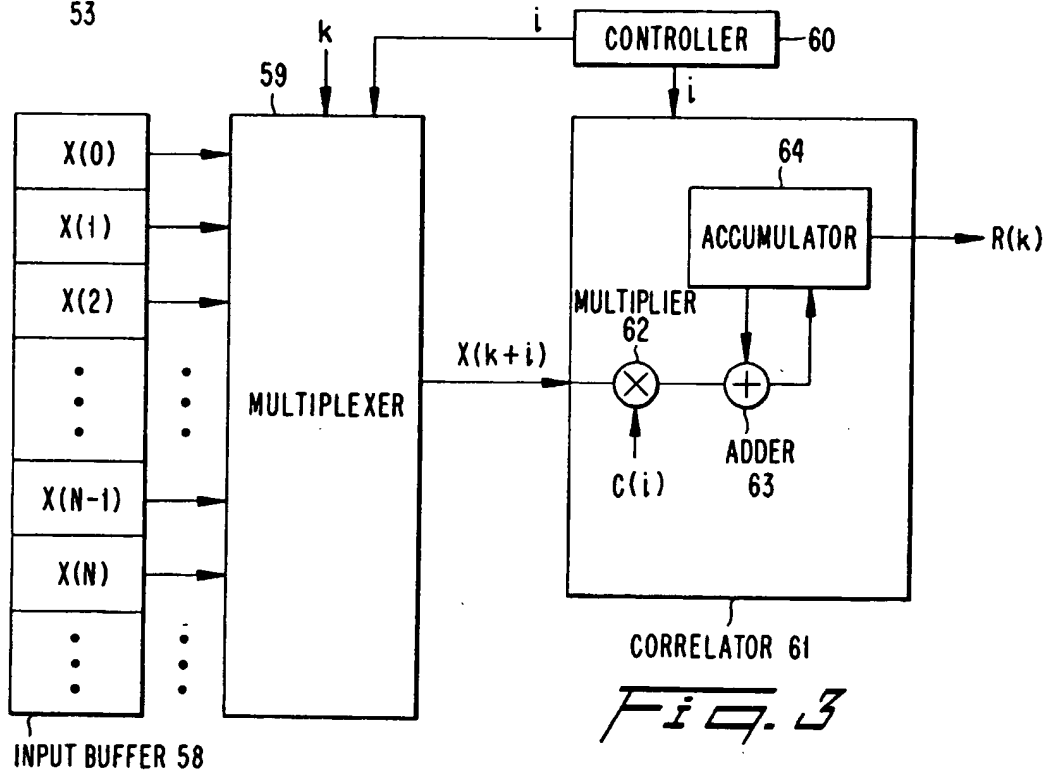 53
k
i
CONTROLLER
60
i
59
X(0)
X(1)
X(2)
X(N-1)
X(N)
MULTIPLEXER
X(k+i)
64
ACCUMULATOR
R(k)
MULTIPLIER
62
C(i)
ADDER
63
CORRELATOR 61
INPUT BUFFER 58
Fig. 3